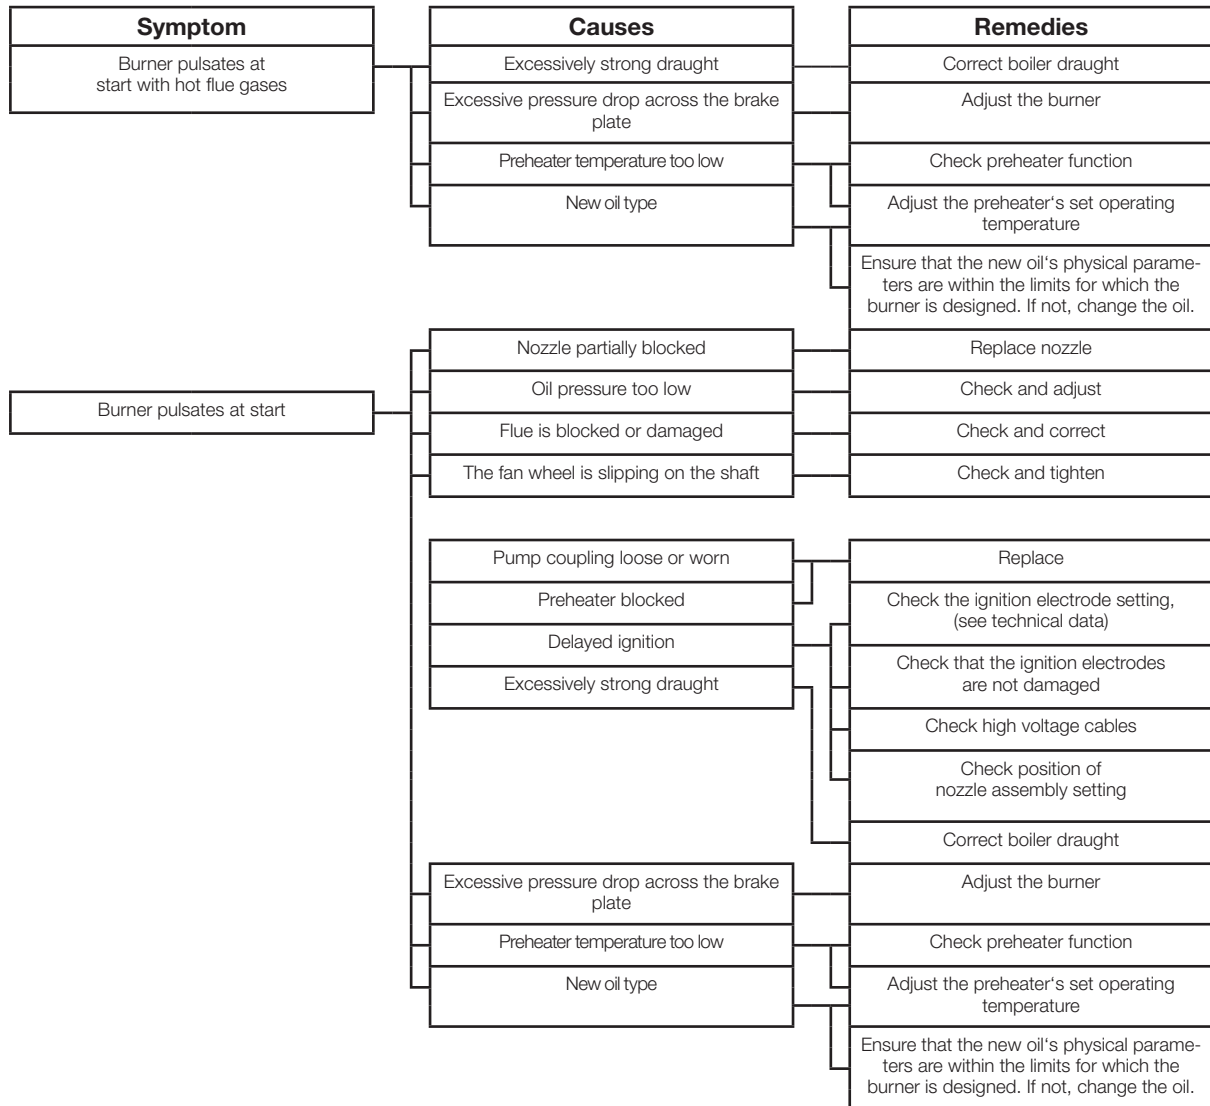 Symptom
Causes
Remedies
Burner pulsates at
start with hot flue gases
Excessively strong draught
Correct boiler draught
Excessive pressure drop across the brake
plate
Adjust the burner
Preheater temperature too low
Check preheater function
New oil type
Adjust the preheater‘s set operating
temperature
Ensure that the new oil‘s physical parame-
ters are within the limits for which the
burner is designed. If not, change the oil.
Burner pulsates at start
Nozzle partially blocked
Replace nozzle
Oil pressure too low
Check and adjust
Flue is blocked or damaged
Check and correct
The fan wheel is slipping on the shaft
Check and tighten
Pump coupling loose or worn
Replace
Preheater blocked
Check the ignition electrode setting,
(see technical data)
Delayed ignition
Check that the ignition electrodes
are not damaged
Excessively strong draught
Check high voltage cables
Check position of
nozzle assembly setting
Correct boiler draught
Excessive pressure drop across the brake
plate
Adjust the burner
Preheater temperature too low
Check preheater function
New oil type
Adjust the preheater‘s set operating
temperature
Ensure that the new oil‘s physical parame-
ters are within the limits for which the
burner is designed. If not, change the oil.